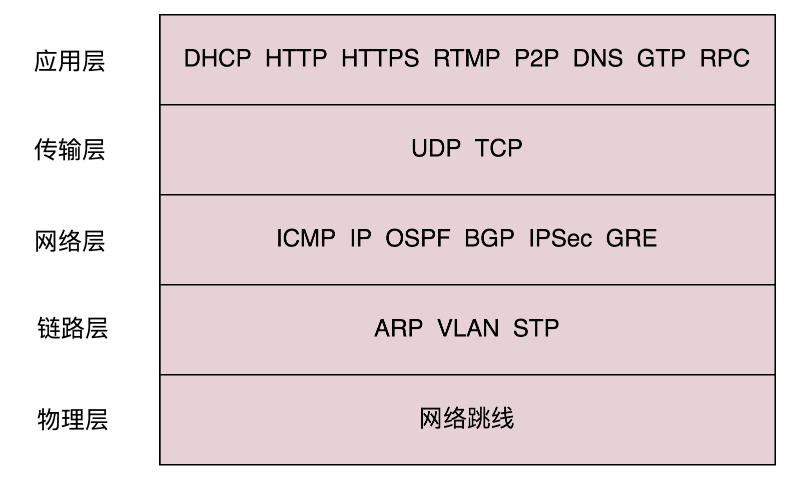 应用层 DHCP HTTP HTTPS RTMP P2P DNS GTP RPC
传输层 UDP TCP
网络层 ICMP IP OSPF BGP IPSec GRE
链路层 ARP VLAN STP
物理层 网络跳线